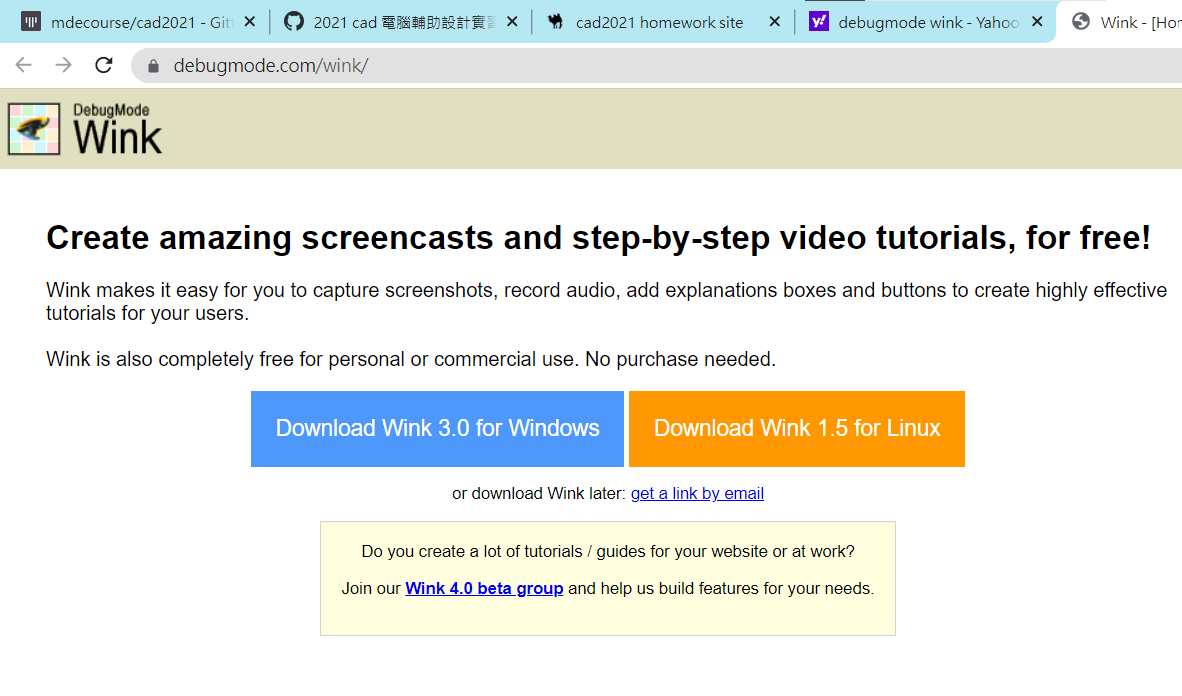 mdecourse/cad2021 - Git
2021 cad 電腦輔助設計實習
cad2021 homework site
debugmode wink - Yahoo
Wink - [Hom
debugmode.com/wink/
DebugMode
Wink
Create amazing screencasts and step-by-step video tutorials, for free!
Wink makes it easy for you to capture screenshots, record audio, add explanations boxes and buttons to create highly effective
tutorials for your users.
Wink is also completely free for personal or commercial use. No purchase needed.
Download Wink 3.0 for Windows
Download Wink 1.5 for Linux
or download Wink later: get a link by email
Do you create a lot of tutorials / guides for your website or at work?
Join our Wink 4.0 beta group and help us build features for your needs.